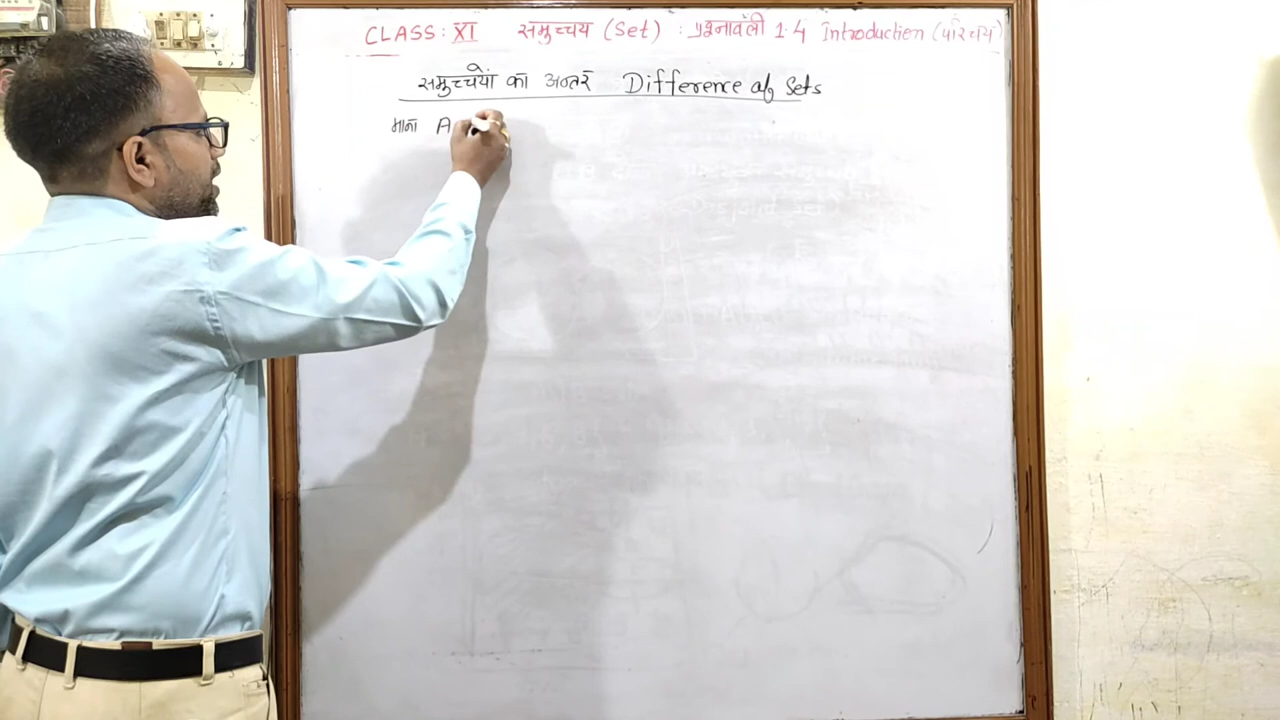 CLASS: XI समुच्चय (Set) : प्रश्नावली 1.4 Introduction (परिचय)
समुच्चयों का अन्तर Difference of Sets
माना A